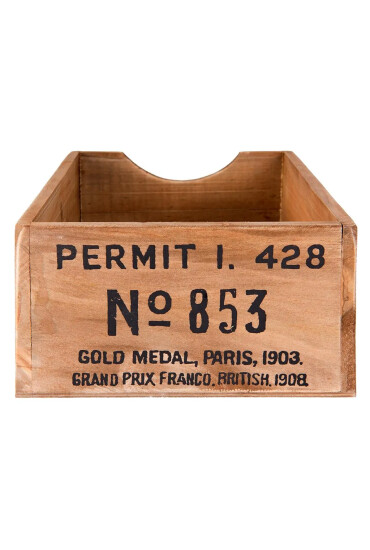 PERMIT I. 428
No 853
GOLD MEDAL, PARIS, 1903.
GRAND PRIX FRANCO, BRITISH, 1908.